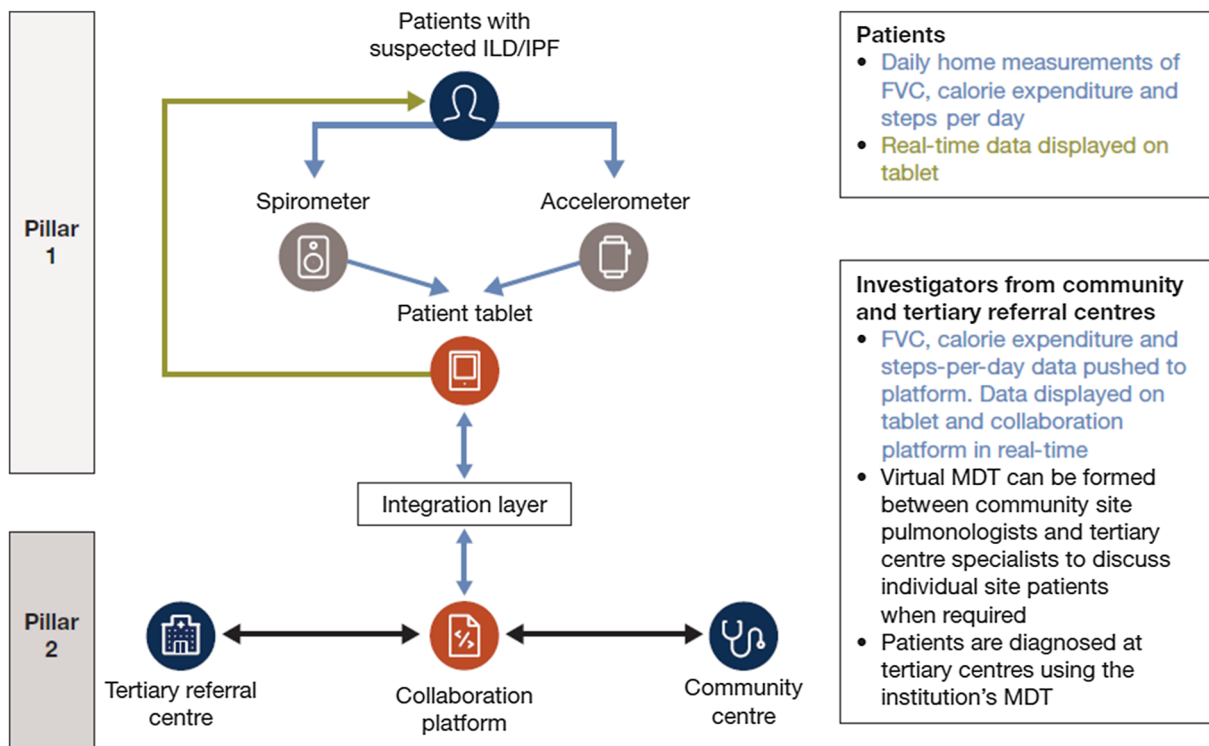 Pillar
1
Patients with
suspected ILD/IPF
Spirometer
Accelerometer
Patient tablet
Integration layer
Pillar
2
Tertiary referral
centre
Collaboration
platform
Community
centre
Patients
• Daily home measurements of
FVC, calorie expenditure and
steps per day
• Real-time data displayed on
tablet
Investigators from community
and tertiary referral centres
• FVC, calorie expenditure and
steps-per-day data pushed to
platform. Data displayed on
tablet and collaboration
platform in real-time
• Virtual MDT can be formed
between community site
pulmonologists and tertiary
centre specialists to discuss
individual site patients
when required
• Patients are diagnosed at
tertiary centres using the
institution’s MDT